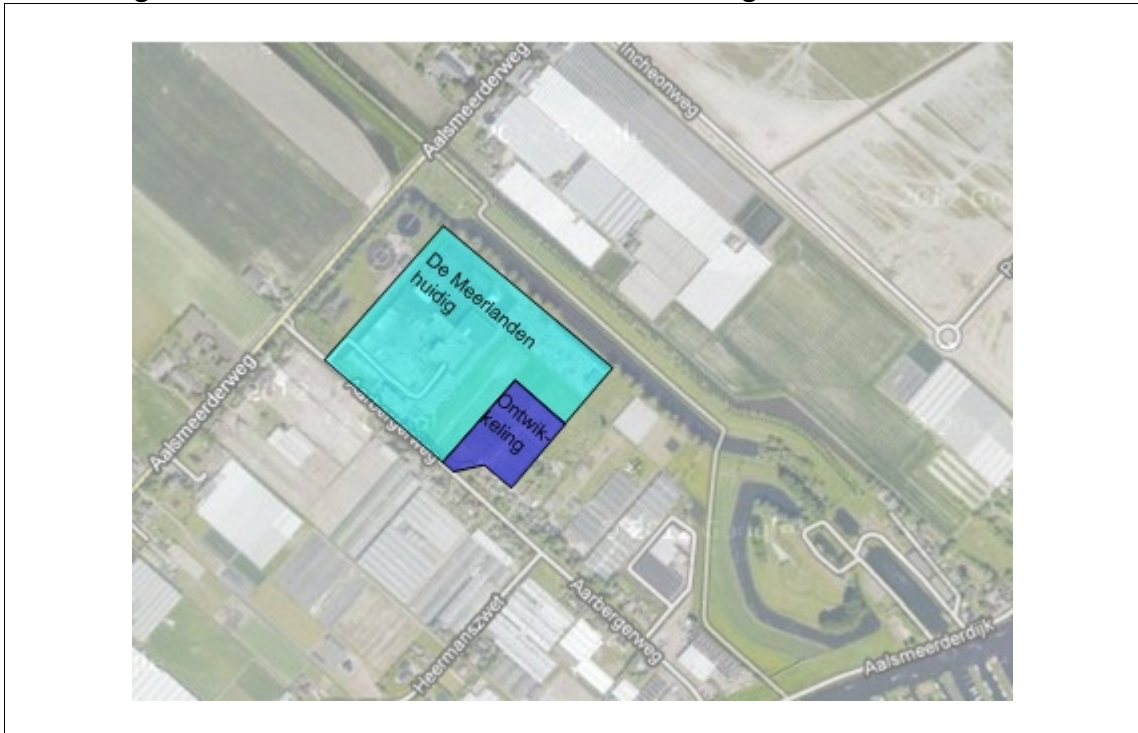 Aalsmeerderweg
Incheonweg
De Meerlanden
huidig
Ontwik-
keling
Aalsmeerderweg
Aarbergerweg
Heermanszwet
Aarbergerweg
Aalsmeerderdijk